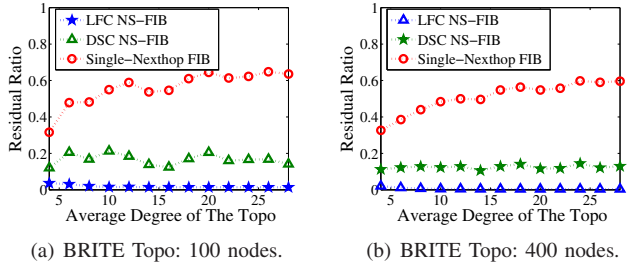 1
0.8
0.6
0.4
0.2
0
Residual Ratio
LFC NS−FIB
DSC NS−FIB
Single−Nexthop FIB
5 10 15 20 25
Average Degree of The Topo
(a) BRITE Topo: 100 nodes.
1
0.8
0.6
0.4
0.2
0
Residual Ratio
LFC NS−FIB
DSC NS−FIB
Single−Nexthop FIB
5 10 15 20 25
Average Degree of The Topo
(b) BRITE Topo: 400 nodes.